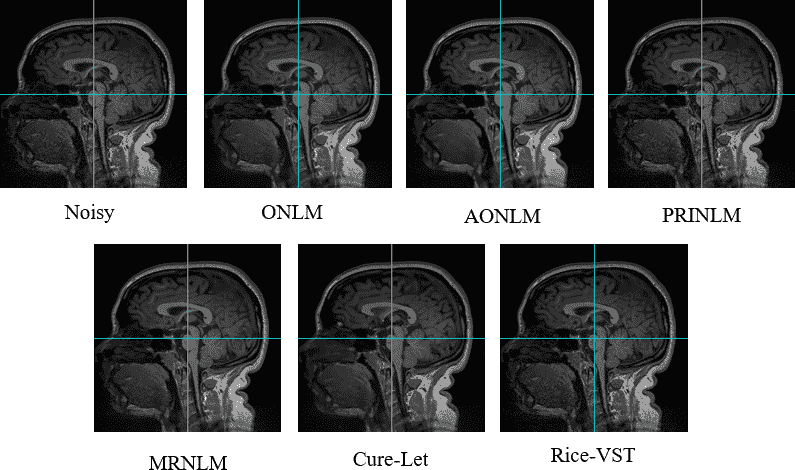 Noisy
ONLM
AONLM
PRINLM
MRNLM
Cure-Let
Rice-VST